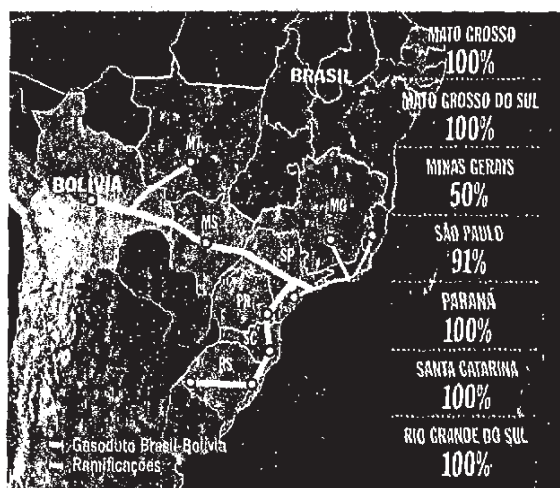 BRASIL
BOLÍVIA
MT
MS
MG
SP
PR
SC
RS
Gasoduto Brasil-Bolívia
Ramificações
MATO GROSSO
100%
MATO GROSSO DO SUL
100%
MINAS GERAIS
50%
SÃO PAULO
91%
PARANÁ
100%
SANTA CATARINA
100%
RIO GRANDE DO SUL
100%